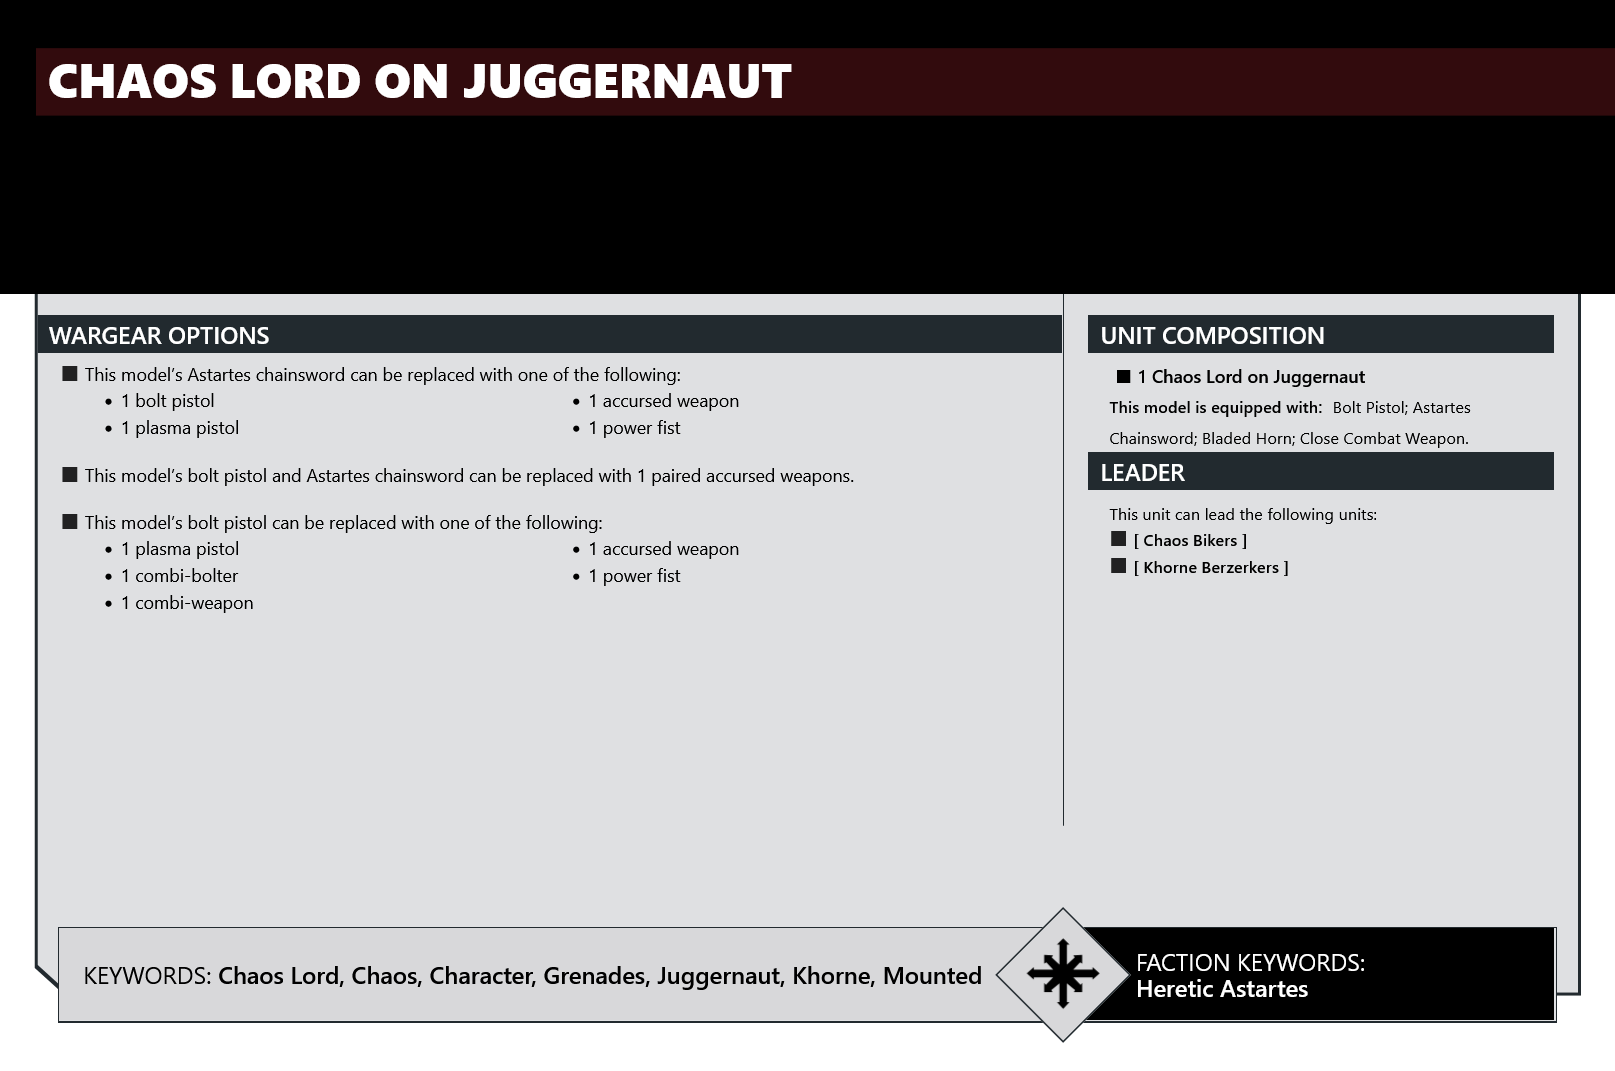 CHAOS LORD ON JUGGERNAUT
WARGEAR OPTIONS
This model's Astartes chainsword can be replaced with one of the following:
1 bolt pistol
1 plasma pistol
1 accursed weapon
1 power fist
This model's bolt pistol and Astartes chainsword can be replaced with 1 paired accursed weapons.
This model's bolt pistol can be replaced with one of the following:
1 plasma pistol
1 combi-bolter
1 combi-weapon
1 accursed weapon
1 power fist
UNIT COMPOSITION
1 Chaos Lord on Juggernaut
This model is equipped with: Bolt Pistol; Astartes
Chainsword; Bladed Horn; Close Combat Weapon.
LEADER
This unit can lead the following units:
[ Chaos Bikers ]
[ Khorne Berzerkers ]
KEYWORDS: Chaos Lord, Chaos, Character, Grenades, Juggernaut, Khorne, Mounted
FACTION KEYWORDS:
Heretic Astartes